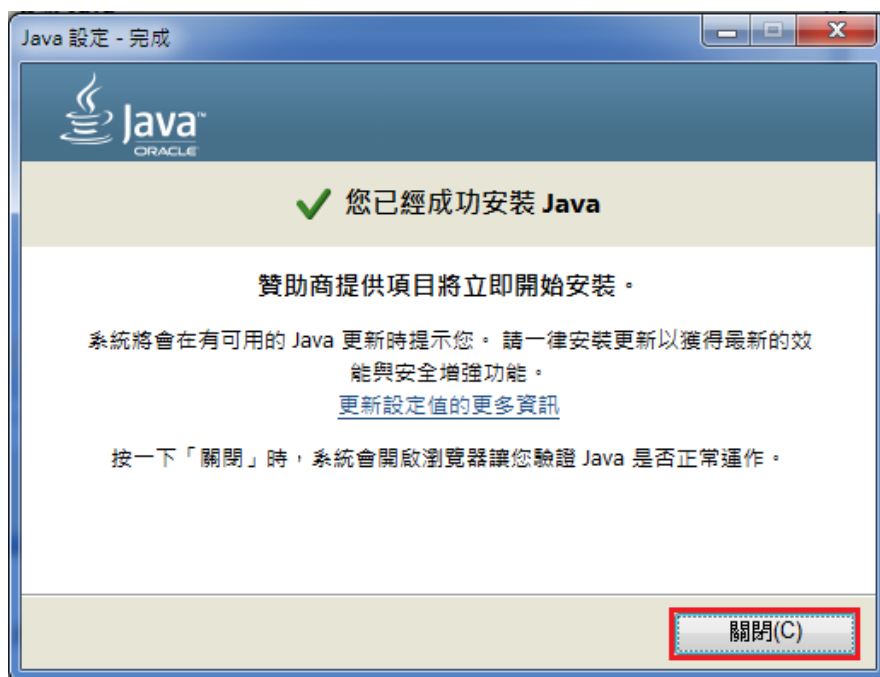 Java 設定 - 完成
Java™
ORACLE
您已經成功安裝 Java
贊助商提供項目將立即開始安裝。
系統將會在有可用的 Java 更新時提示您。 請一律安裝更新以獲得最新的效
能與安全增強功能。
更新設定值的更多資訊
按一下「關閉」時，系統會開啟瀏覽器讓您驗證 Java 是否正常運作。
關閉(C)